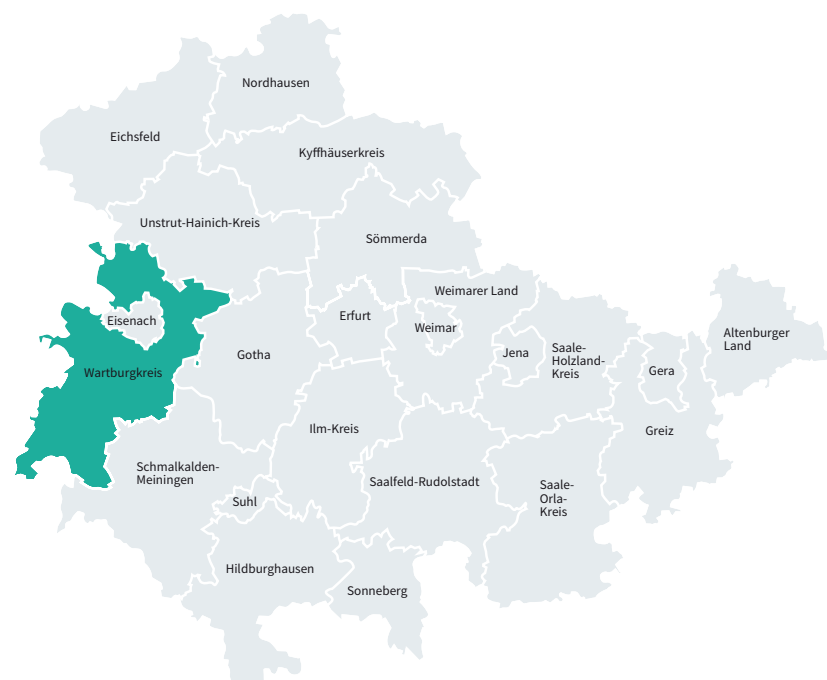 Nordhausen
Eichsfeld
Kyffhäuserkreis
Unstrut-Hainich-Kreis
Sömmerda
Weimarer Land
Erfurt
Eisenach
Weimar
Altenburger
Land
Jena
Saale-
Holzland-
Kreis
Gotha
Wartburgkreis
Gera
Ilm-Kreis
Greiz
Schmalkalden-
Meiningen
Saalfeld-Rudolstadt
Saale-
Orla-
Kreis
Suhl
Hildburghausen
Sonneberg